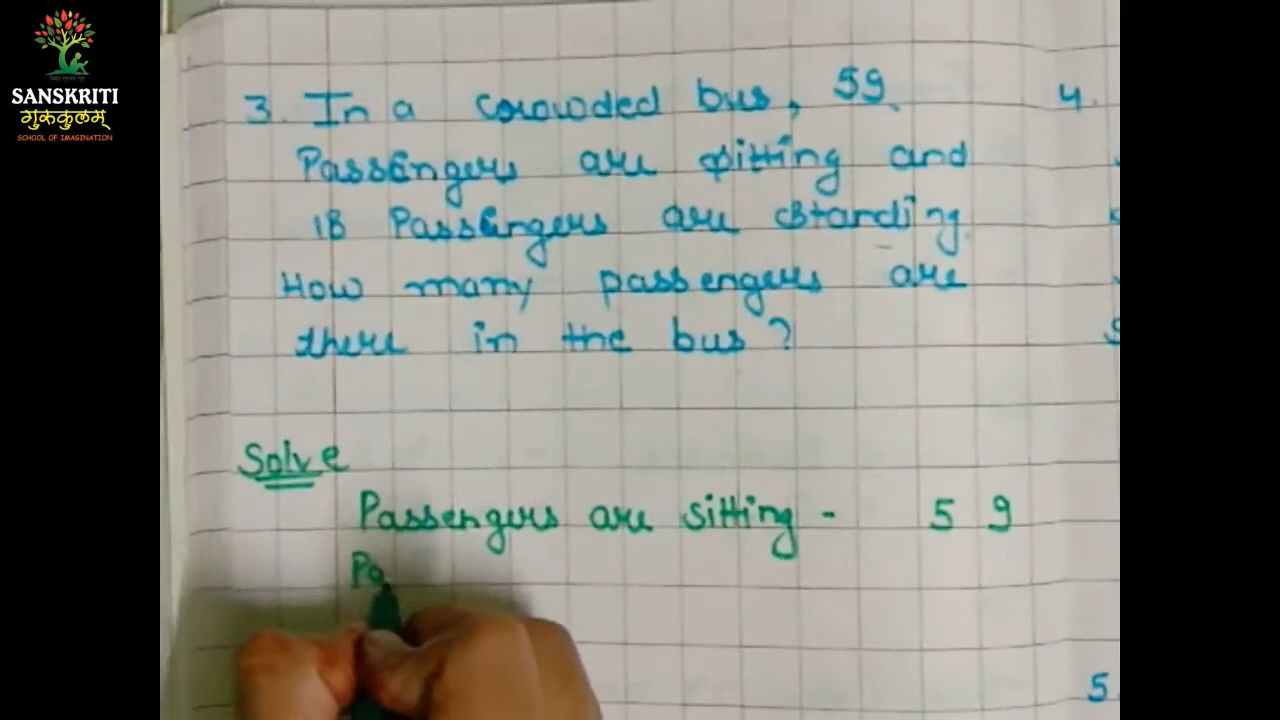 SANSKRITI
गुरुकुलम्
SCHOOL OF IMAGINATION
3. In a crowded bus, 59
Passengers are sitting and
18 Passengers are standing.
How many passengers are
there in the bus?
4.
Solve
Passengers are sitting - 5 9
Pa
5